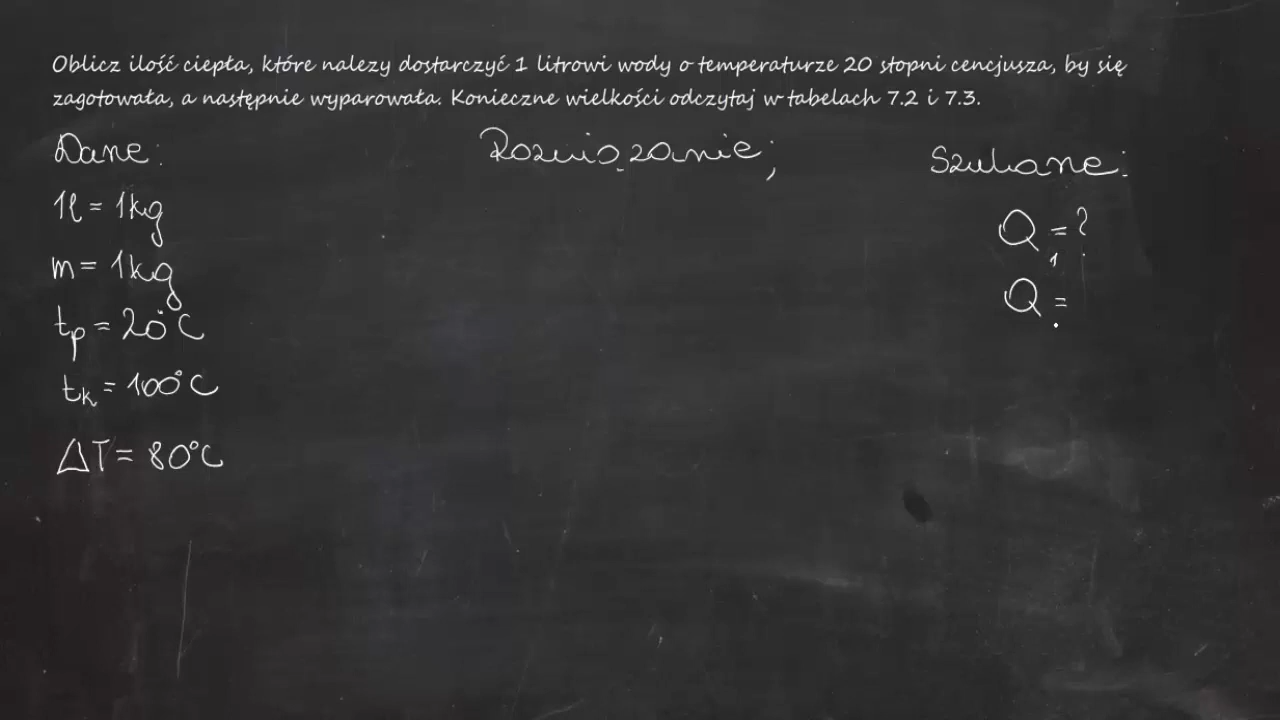 Oblicz ilość ciepła, które nalezy dostarczyć 1 litrowi wody o temperaturze 20 stopni cencjusza, by się
zagotowała, a następnie wyparowała. Konieczne wielkości odczytaj w tabelach 7.2 i 7.3.
Dane:
Rozwiązanie;
Szukane:
1l = 1kg
m = 1kg
tp = 20°C
tk = 100°C
ΔT = 80°C
Q1 = ?
Q =